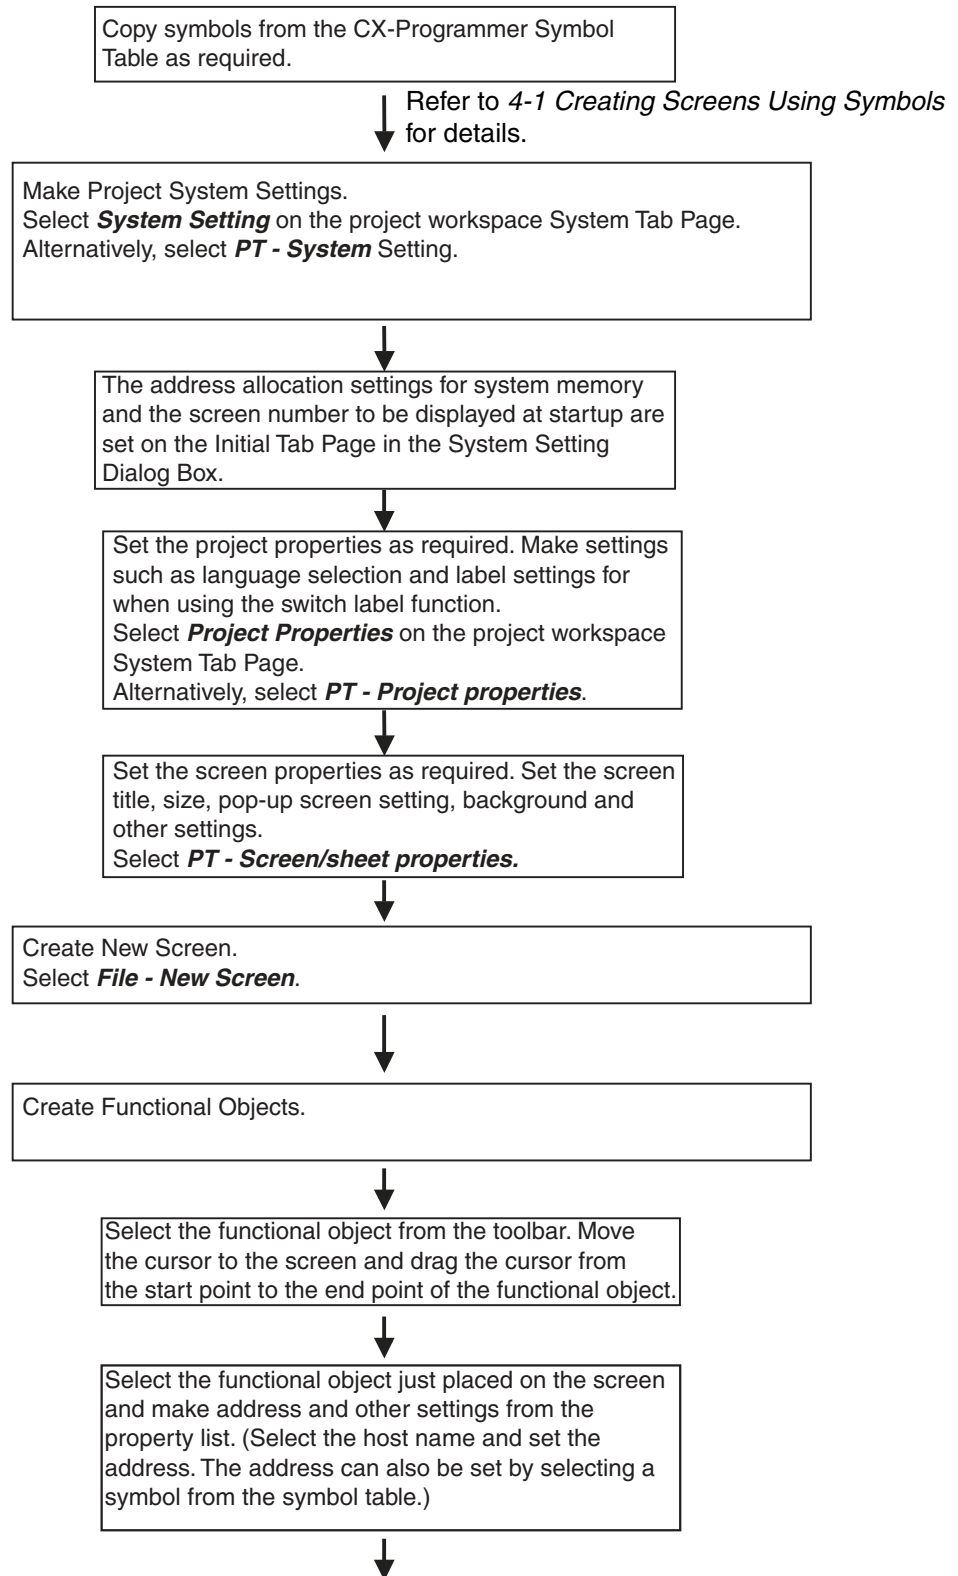 Copy symbols from the CX-Programmer Symbol
Table as required.
Refer to 4-1 Creating Screens Using Symbols
for details.
Make Project System Settings.
Select System Setting on the project workspace System Tab Page.
Alternatively, select PT - System Setting.
The address allocation settings for system memory
and the screen number to be displayed at startup are
set on the Initial Tab Page in the System Setting
Dialog Box.
Set the project properties as required. Make settings
such as language selection and label settings for
when using the switch label function.
Select Project Properties on the project workspace
System Tab Page.
Alternatively, select PT - Project properties.
Set the screen properties as required. Set the screen
title, size, pop-up screen setting, background and
other settings.
Select PT - Screen/sheet properties.
Create New Screen.
Select File - New Screen.
Create Functional Objects.
Select the functional object from the toolbar. Move
the cursor to the screen and drag the cursor from
the start point to the end point of the functional object.
Select the functional object just placed on the screen
and make address and other settings from the
property list. (Select the host name and set the
address. The address can also be set by selecting a
symbol from the symbol table.)